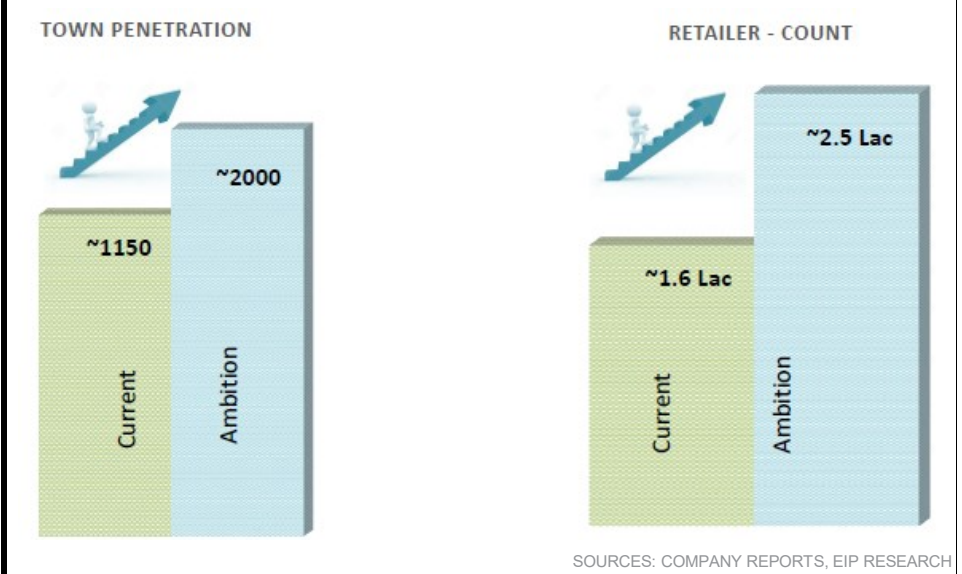 TOWN PENETRATION
RETAILER - COUNT
~2000
~1150
Current
Ambition
~2.5 Lac
~1.6 Lac
Current
Ambition
SOURCES: COMPANY REPORTS, EIP RESEARCH